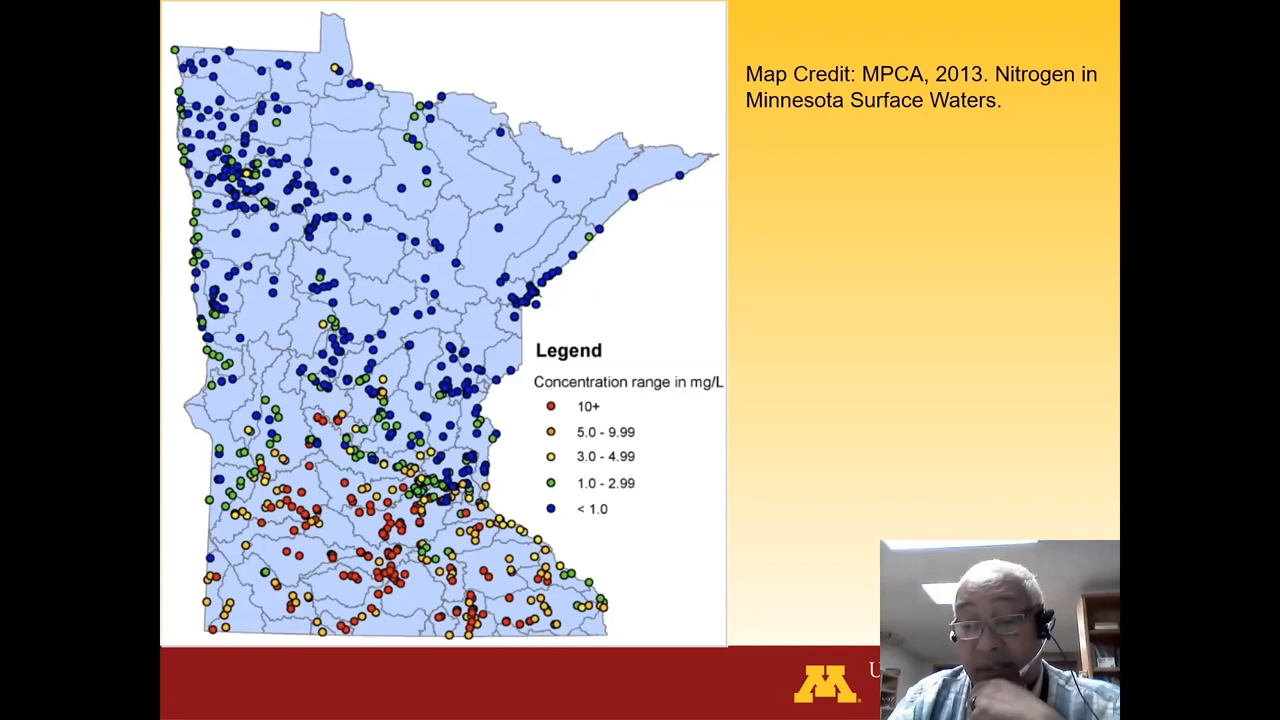 Map Credit: MPCA, 2013. Nitrogen in
Minnesota Surface Waters.
Legend
Concentration range in mg/L
10+
5.0 - 9.99
3.0 - 4.99
1.0 - 2.99
< 1.0
M
U